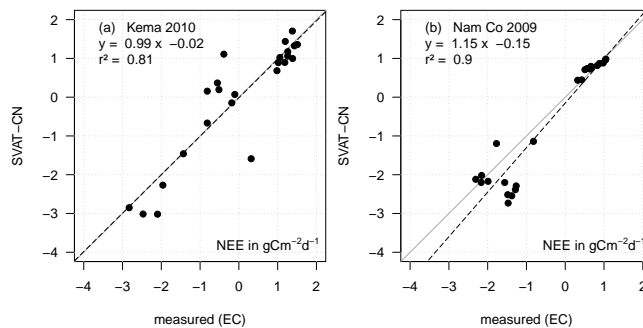 (a) Kema 2010
y = 0.99 x −0.02
r² = 0.81
NEE in gCm⁻²d⁻¹
SVAT−CN
2
1
0
−1
−2
−3
−4
−4 −3 −2 −1 0 1 2
measured (EC)
(b) Nam Co 2009
y = 1.15 x −0.15
r² = 0.9
NEE in gCm⁻²d⁻¹
SVAT−CN
2
1
0
−1
−2
−3
−4
−4 −3 −2 −1 0 1 2
measured (EC)